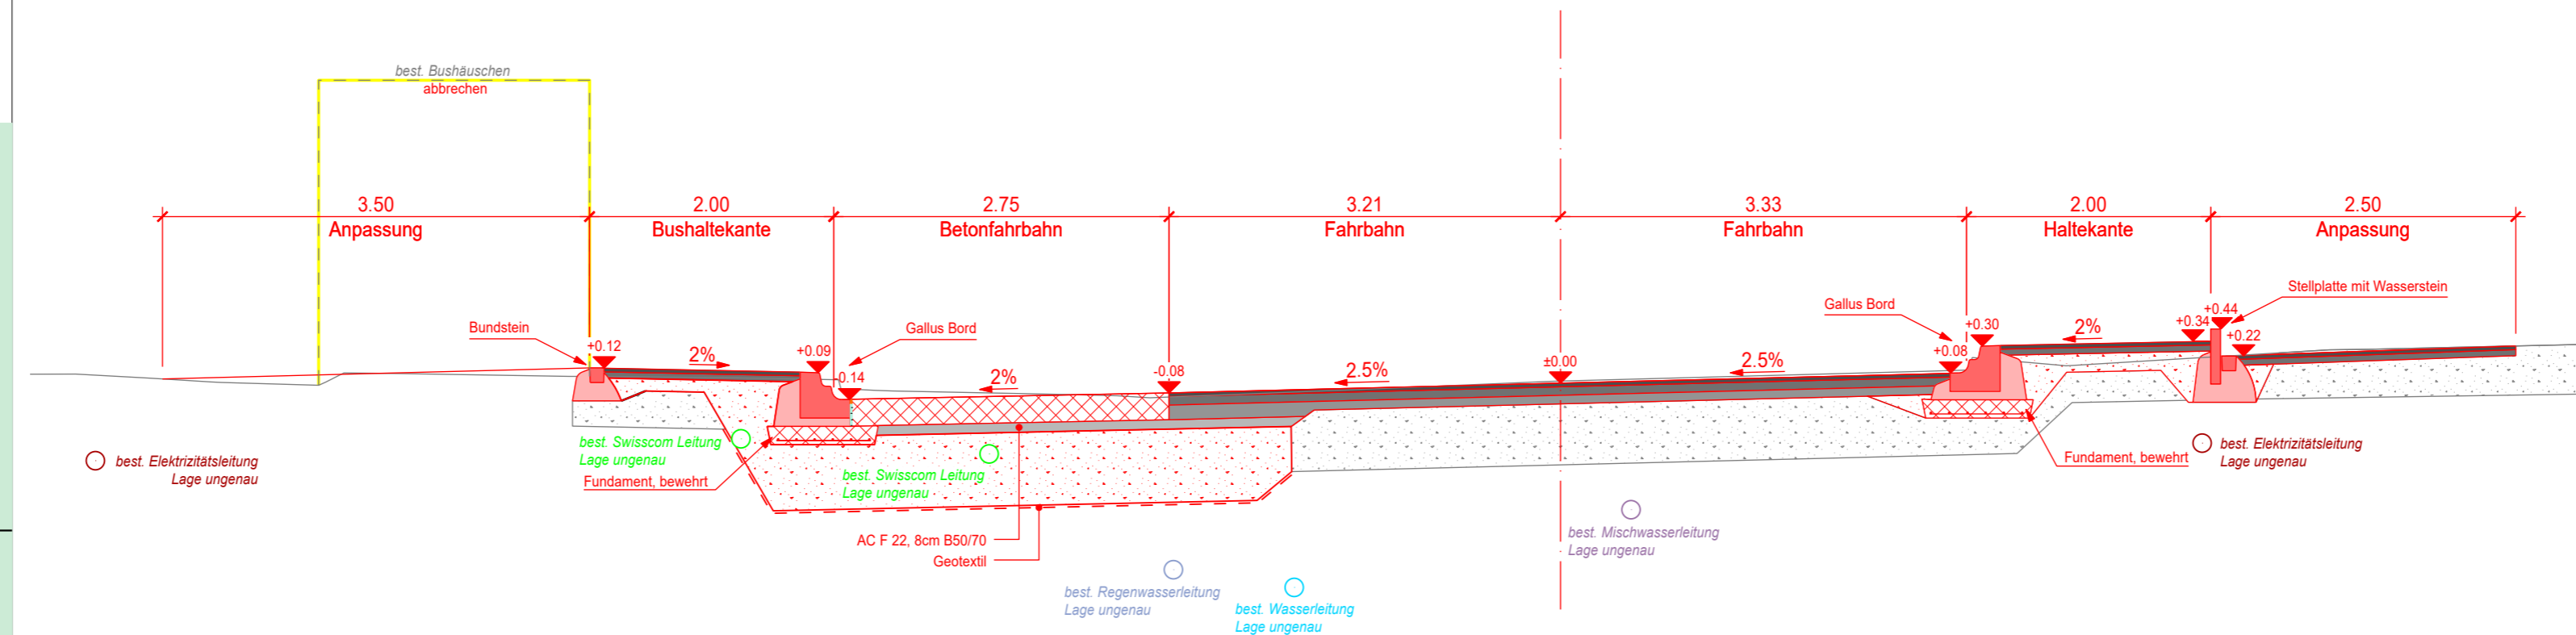 best. Bushäuschen
abbrechen
3.50
2.00
2.75
3.21
3.33
2.00
2.50
Anpassung
Bushaltekante
Betonfahrbahn
Fahrbahn
Fahrbahn
Haltekante
Anpassung
Stellplatte mit Wasserstein
Gallus Bord
Bundstein
Gallus Bord
+0.12
2%
+0.09
-0.14
2%
-0.08
2.5%
±0.00
2.5%
+0.08
+0.30
2%
+0.34
+0.44
+0.22
best. Elektrizitätsleitung
Lage ungenau
best. Swisscom Leitung
Lage ungenau
Fundament, bewehrt
best. Swisscom Leitung
Lage ungenau
Fundament, bewehrt
best. Elektrizitätsleitung
Lage ungenau
AC F 22, 8cm B50/70
Geotextil
best. Mischwasserleitung
Lage ungenau
best. Regenwasserleitung
Lage ungenau
best. Wasserleitung
Lage ungenau